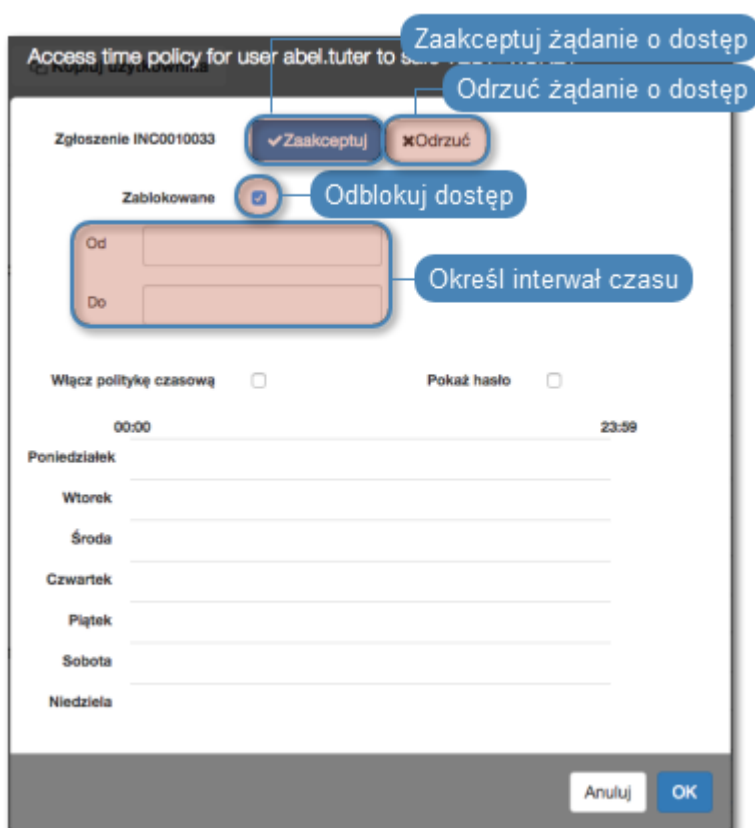 Zaakceptuj żądanie o dostęp
Access time policy for user abel.tuter to
Kopiuj użytkownika
Odrzuć żądanie o dostęp
Zgłoszenie INC0010033 ✔Zaakceptuj ✖Odrzuć
Zablokowane Odblokuj dostęp
Od
Określ interwał czasu
Do
Włącz politykę czasową Pokaż hasło
00:00 23:59
Poniedziałek
Wtorek
Środa
Czwartek
Piątek
Sobota
Niedziela
Anuluj OK